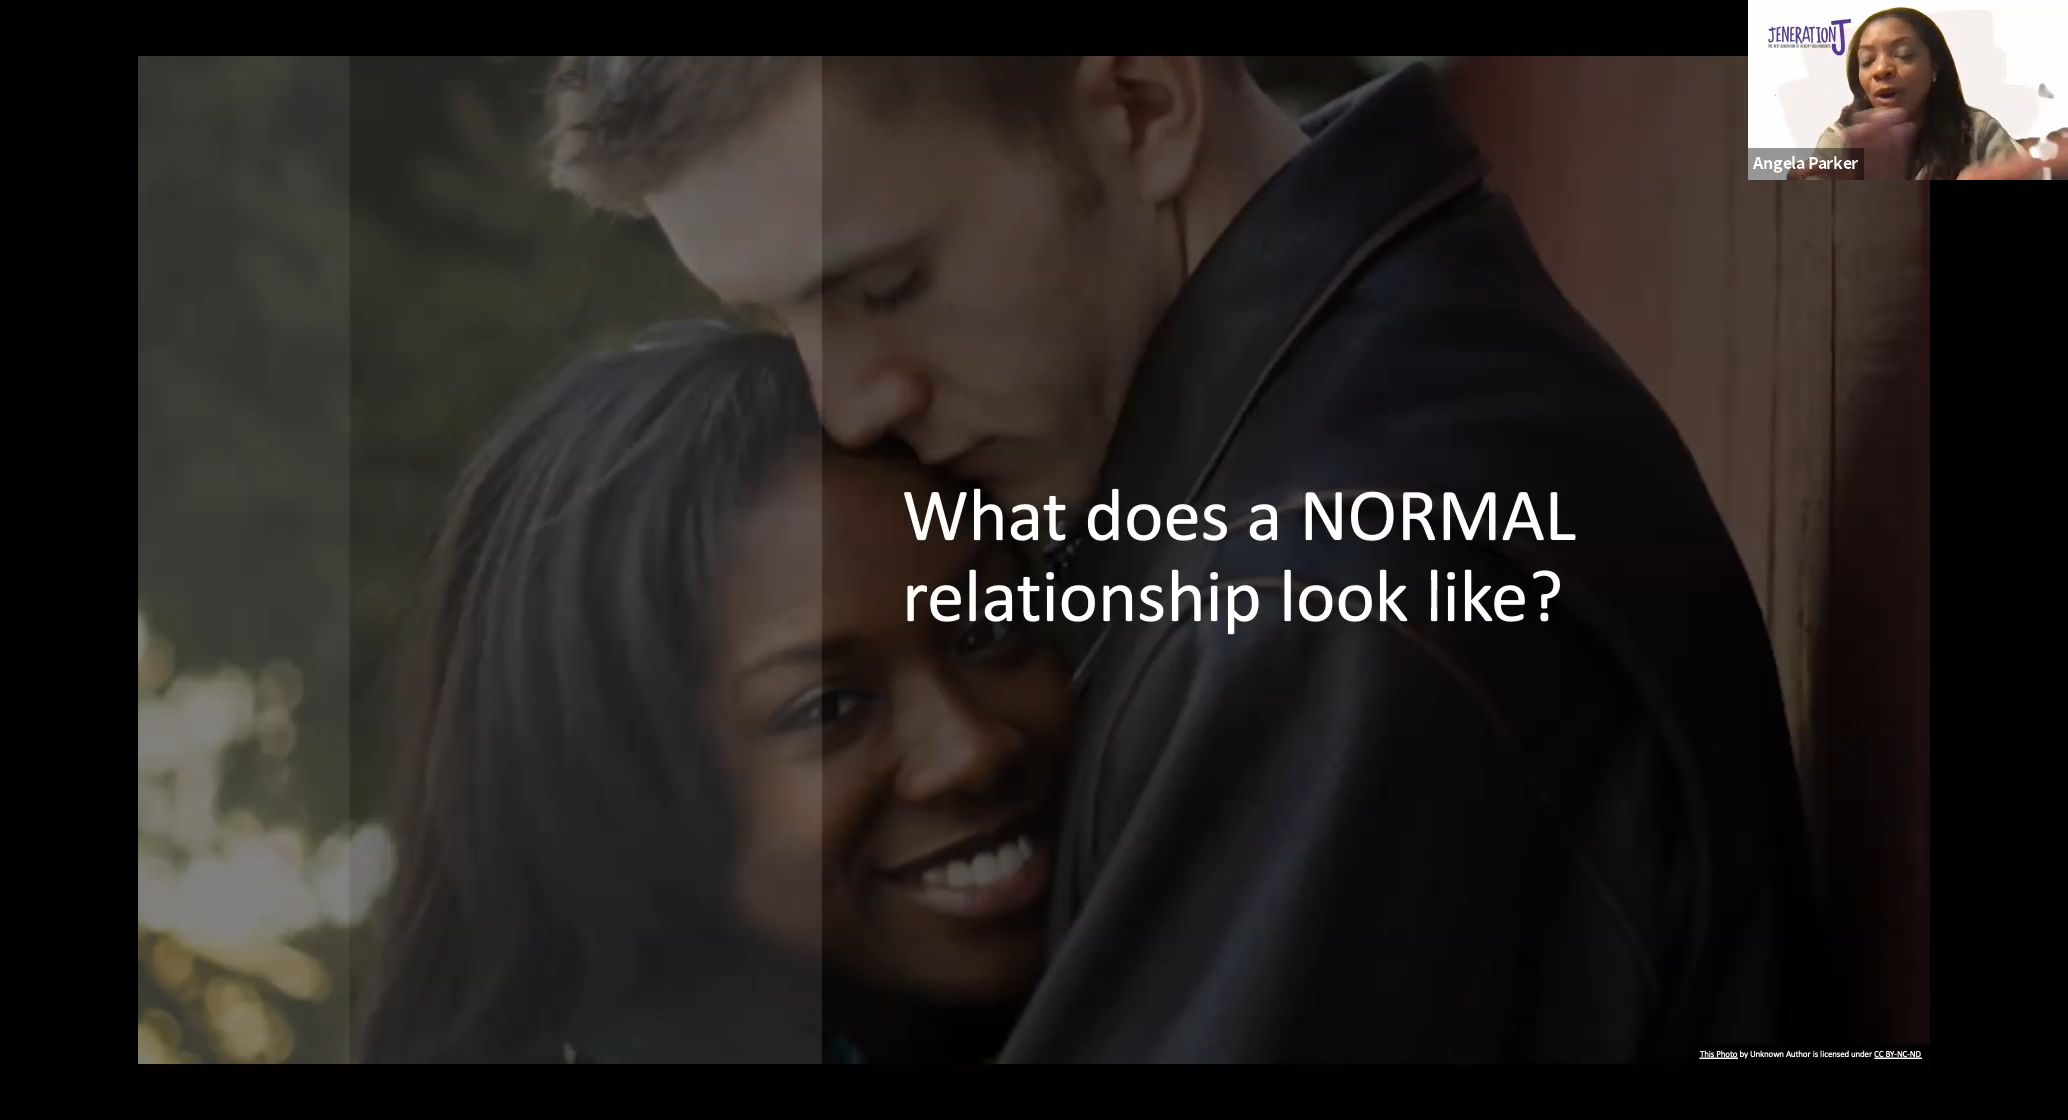 JENERATIONJ
Angela Parker
What does a NORMAL
relationship look like?
This Photo by Unknown Author is licensed under CC BY-NC-ND